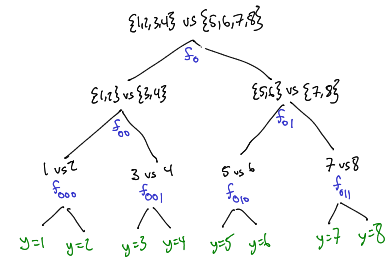 {1,2,3,4} vs {5,6,7,8}
f0
{1,2} vs {3,4} {5,6} vs {7,8}
f00 f01
1 vs 2 3 vs 4 5 vs 6 7 vs 8
f000 f001 f010 f011
y=1 y=2 y=3 y=4 y=5 y=6 y=7 y=8